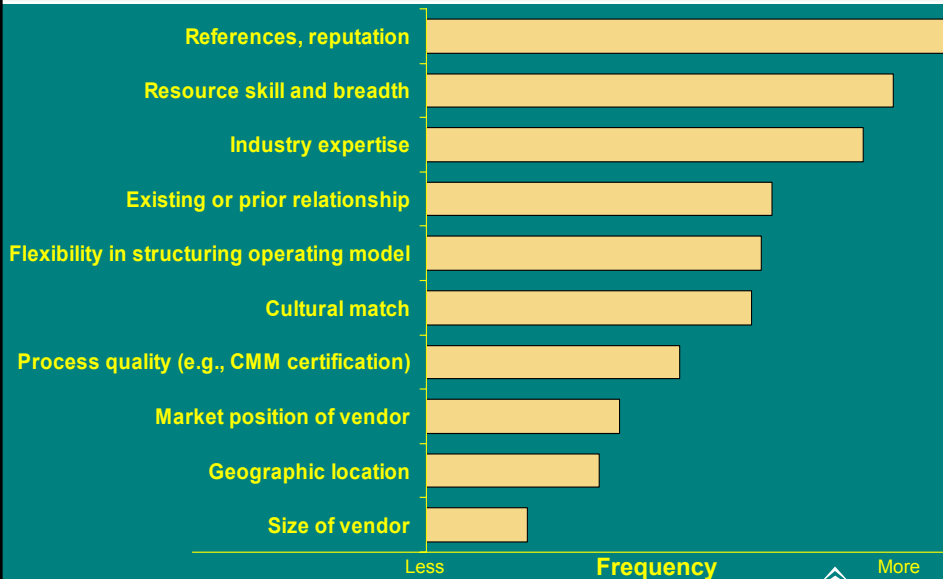 References, reputation
Resource skill and breadth
Industry expertise
Existing or prior relationship
Flexibility in structuring operating model
Cultural match
Process quality (e.g., CMM certification)
Market position of vendor
Geographic location
Size of vendor
Less Frequency More